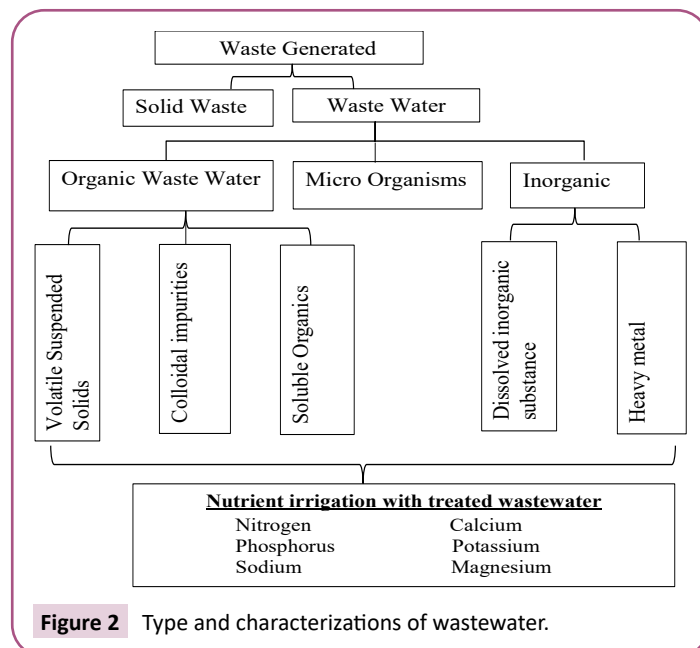 Waste Generated
Solid Waste
Waste Water
Organic Waste Water
Micro Organisms
Inorganic
Volatile Suspended
Solids
Colloidal impurities
Soluble Organics
Dissolved inorganic
substance
Heavy metal
Nutrient irrigation with treated wastewater
Nitrogen Calcium
Phosphorus Potassium
Sodium Magnesium
Figure 2 Type and characterizations of wastewater.